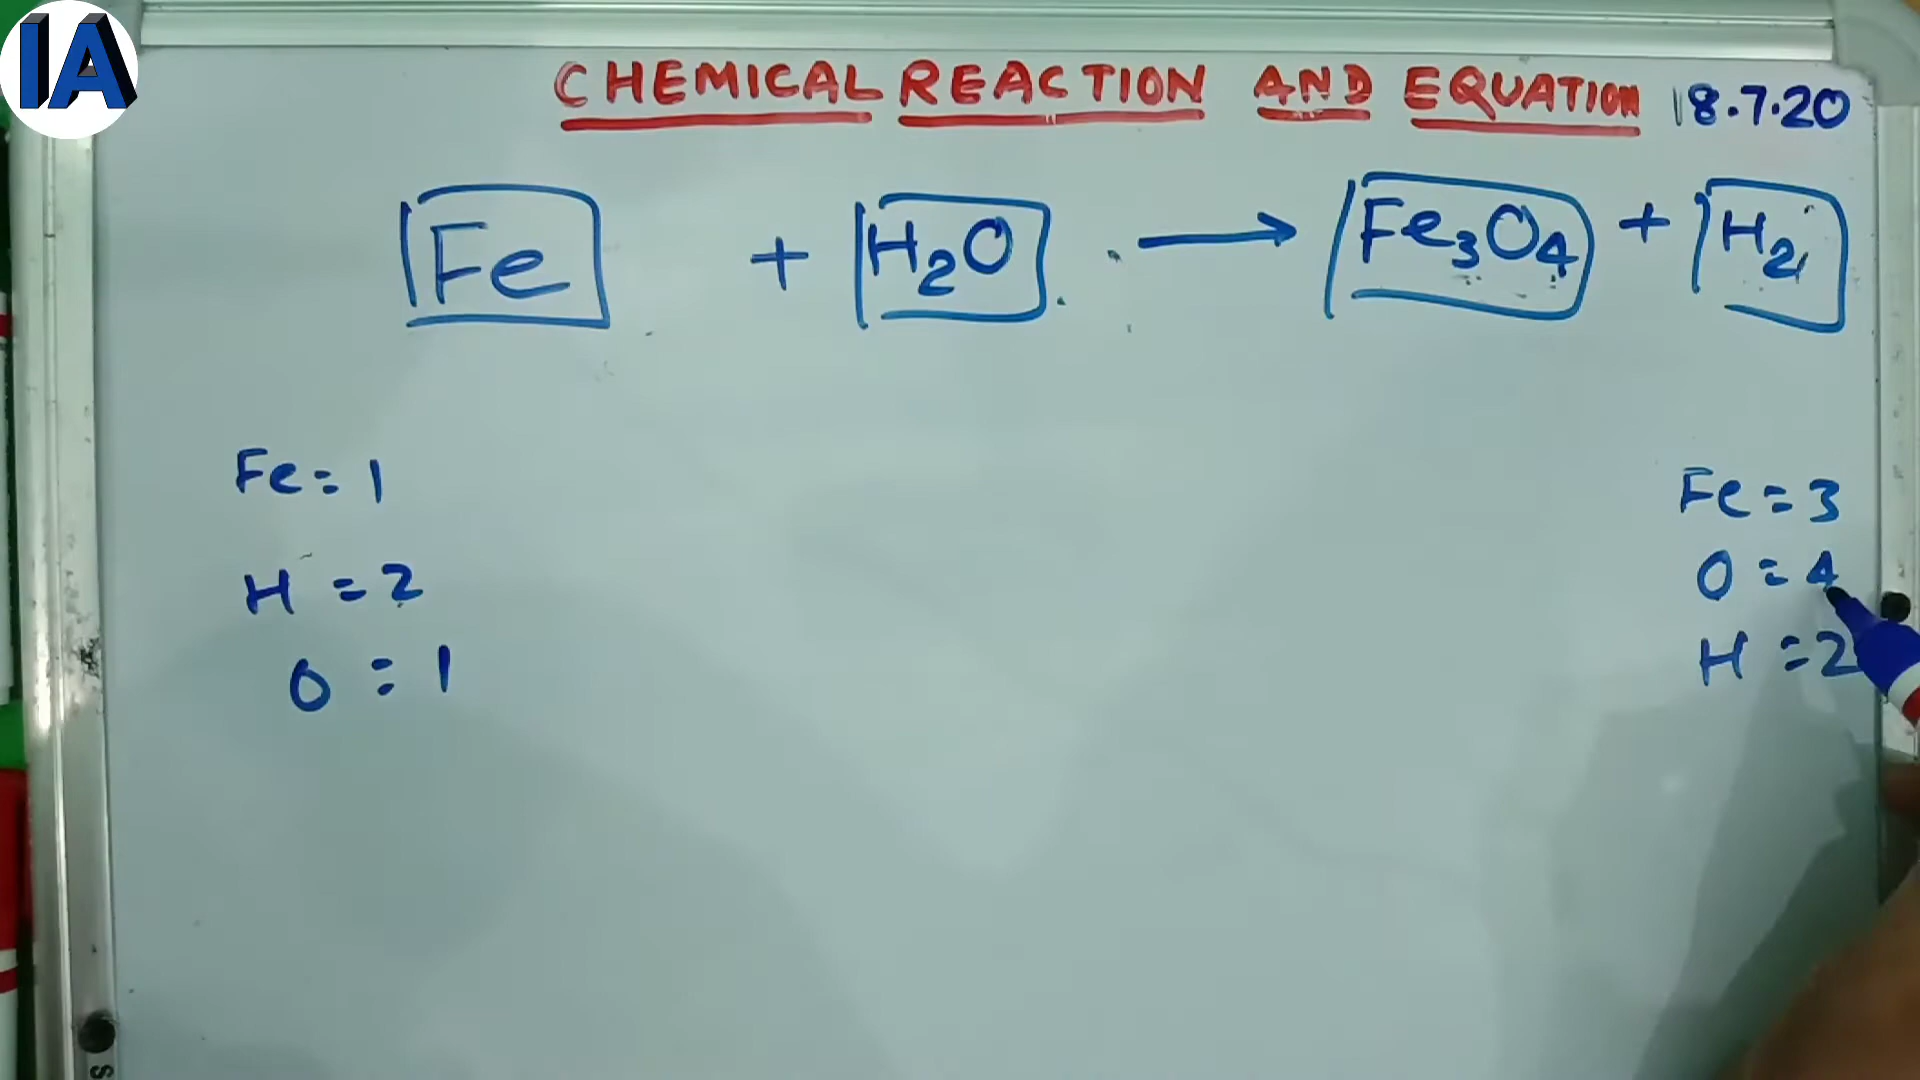 IA
CHEMICAL REACTION AND EQUATION 18.7.20
Fe + H₂O → Fe₃O₄ + H₂
Fe = 1
H = 2
O = 1
Fe = 3
O = 4
H = 2
S